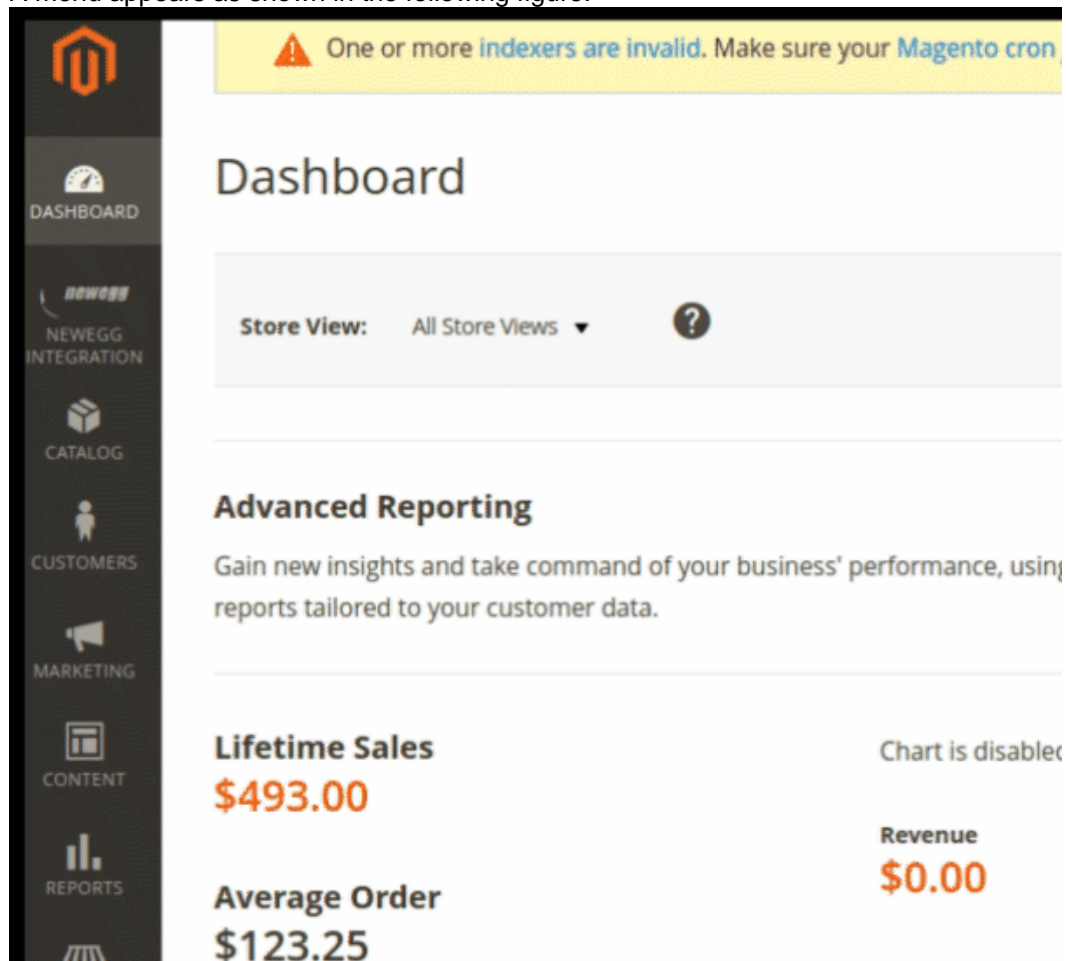 One or more indexers are invalid. Make sure your Magento cron
DASHBOARD
Dashboard
newegg
NEWEGG
INTEGRATION
Store View: All Store Views
?
CATALOG
CUSTOMERS
Advanced Reporting
Gain new insights and take command of your business' performance, using
reports tailored to your customer data.
MARKETING
CONTENT
REPORTS
Lifetime Sales
$493.00
Chart is disabled
Revenue
$0.00
Average Order
$123.25